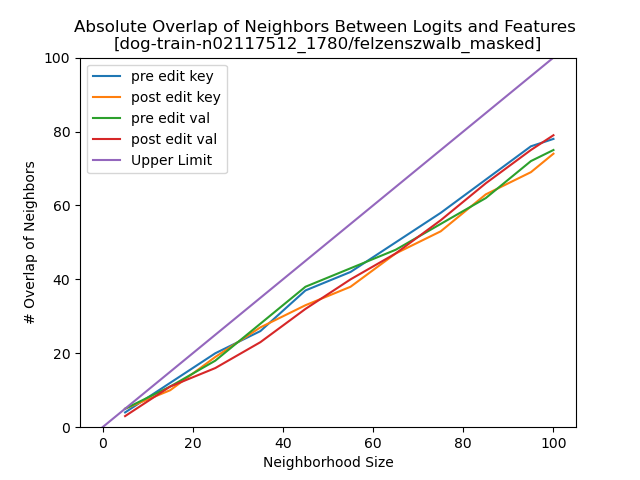 Absolute Overlap of Neighbors Between Logits and Features
[dog-train-n02117512_1780/felzenszwalb_masked]
pre edit key
post edit key
pre edit val
post edit val
Upper Limit
100
80
60
40
20
0
# Overlap of Neighbors
0 20 40 60 80 100
Neighborhood Size